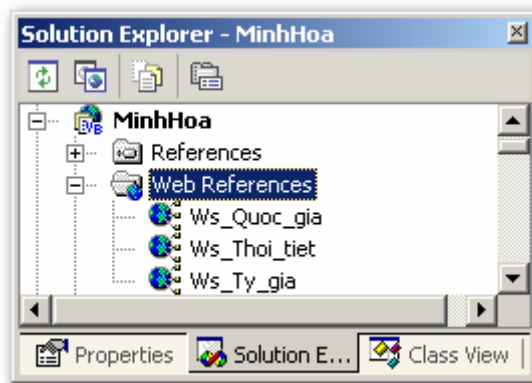 Solution Explorer - MinhHoa
MinhHoa
References
Web References
Ws_Quoc_gia
Ws_Thoi_tiet
Ws_Ty_gia
Properties Solution E... Class View